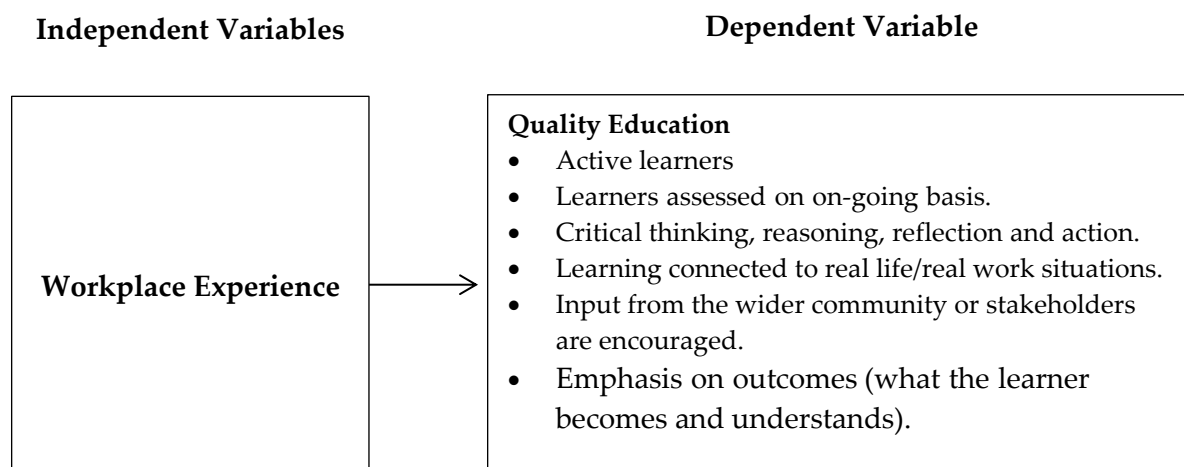 Independent Variables
Dependent Variable
Workplace Experience
Quality Education
• Active learners
• Learners assessed on on-going basis.
• Critical thinking, reasoning, reflection and action.
• Learning connected to real life/real work situations.
• Input from the wider community or stakeholders
are encouraged.
• Emphasis on outcomes (what the learner
becomes and understands).